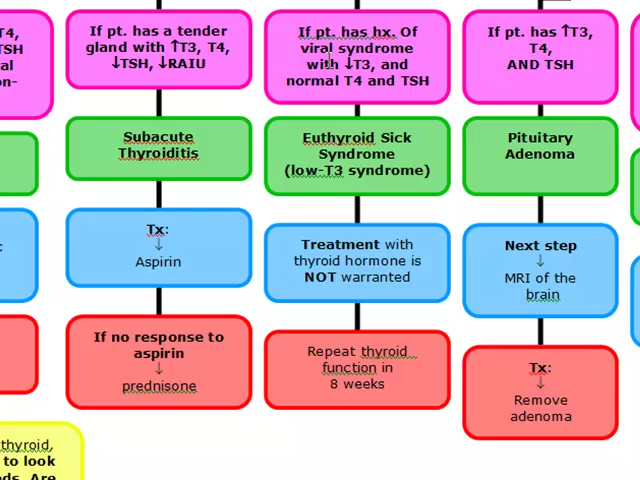 T4,
TSH
al
on-
If pt. has a tender
gland with ↑T3, T4,
↓TSH, ↓RAIU
If pt. has hx. Of
viral syndrome
with ↓T3, and
normal T4 and TSH
If pt. has ↑T3,
T4,
AND TSH
Subacute
Thyroiditis
Euthyroid Sick
Syndrome
(low-T3 syndrome)
Pituitary
Adenoma
Tx:
↓
Aspirin
Treatment with
thyroid hormone is
NOT warranted
Next step
↓
MRI of the
brain
If no response to
aspirin
↓
prednisone
Repeat thyroid
function in
8 weeks
Tx:
↓
Remove
adenoma
thyroid,
to look
ds. Are